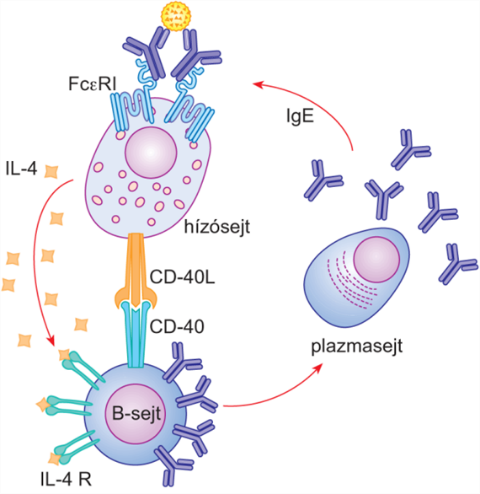 FcεRI
IgE
IL-4
hízósejt
CD-40L
CD-40
plazmasejt
B-sejt
IL-4 R